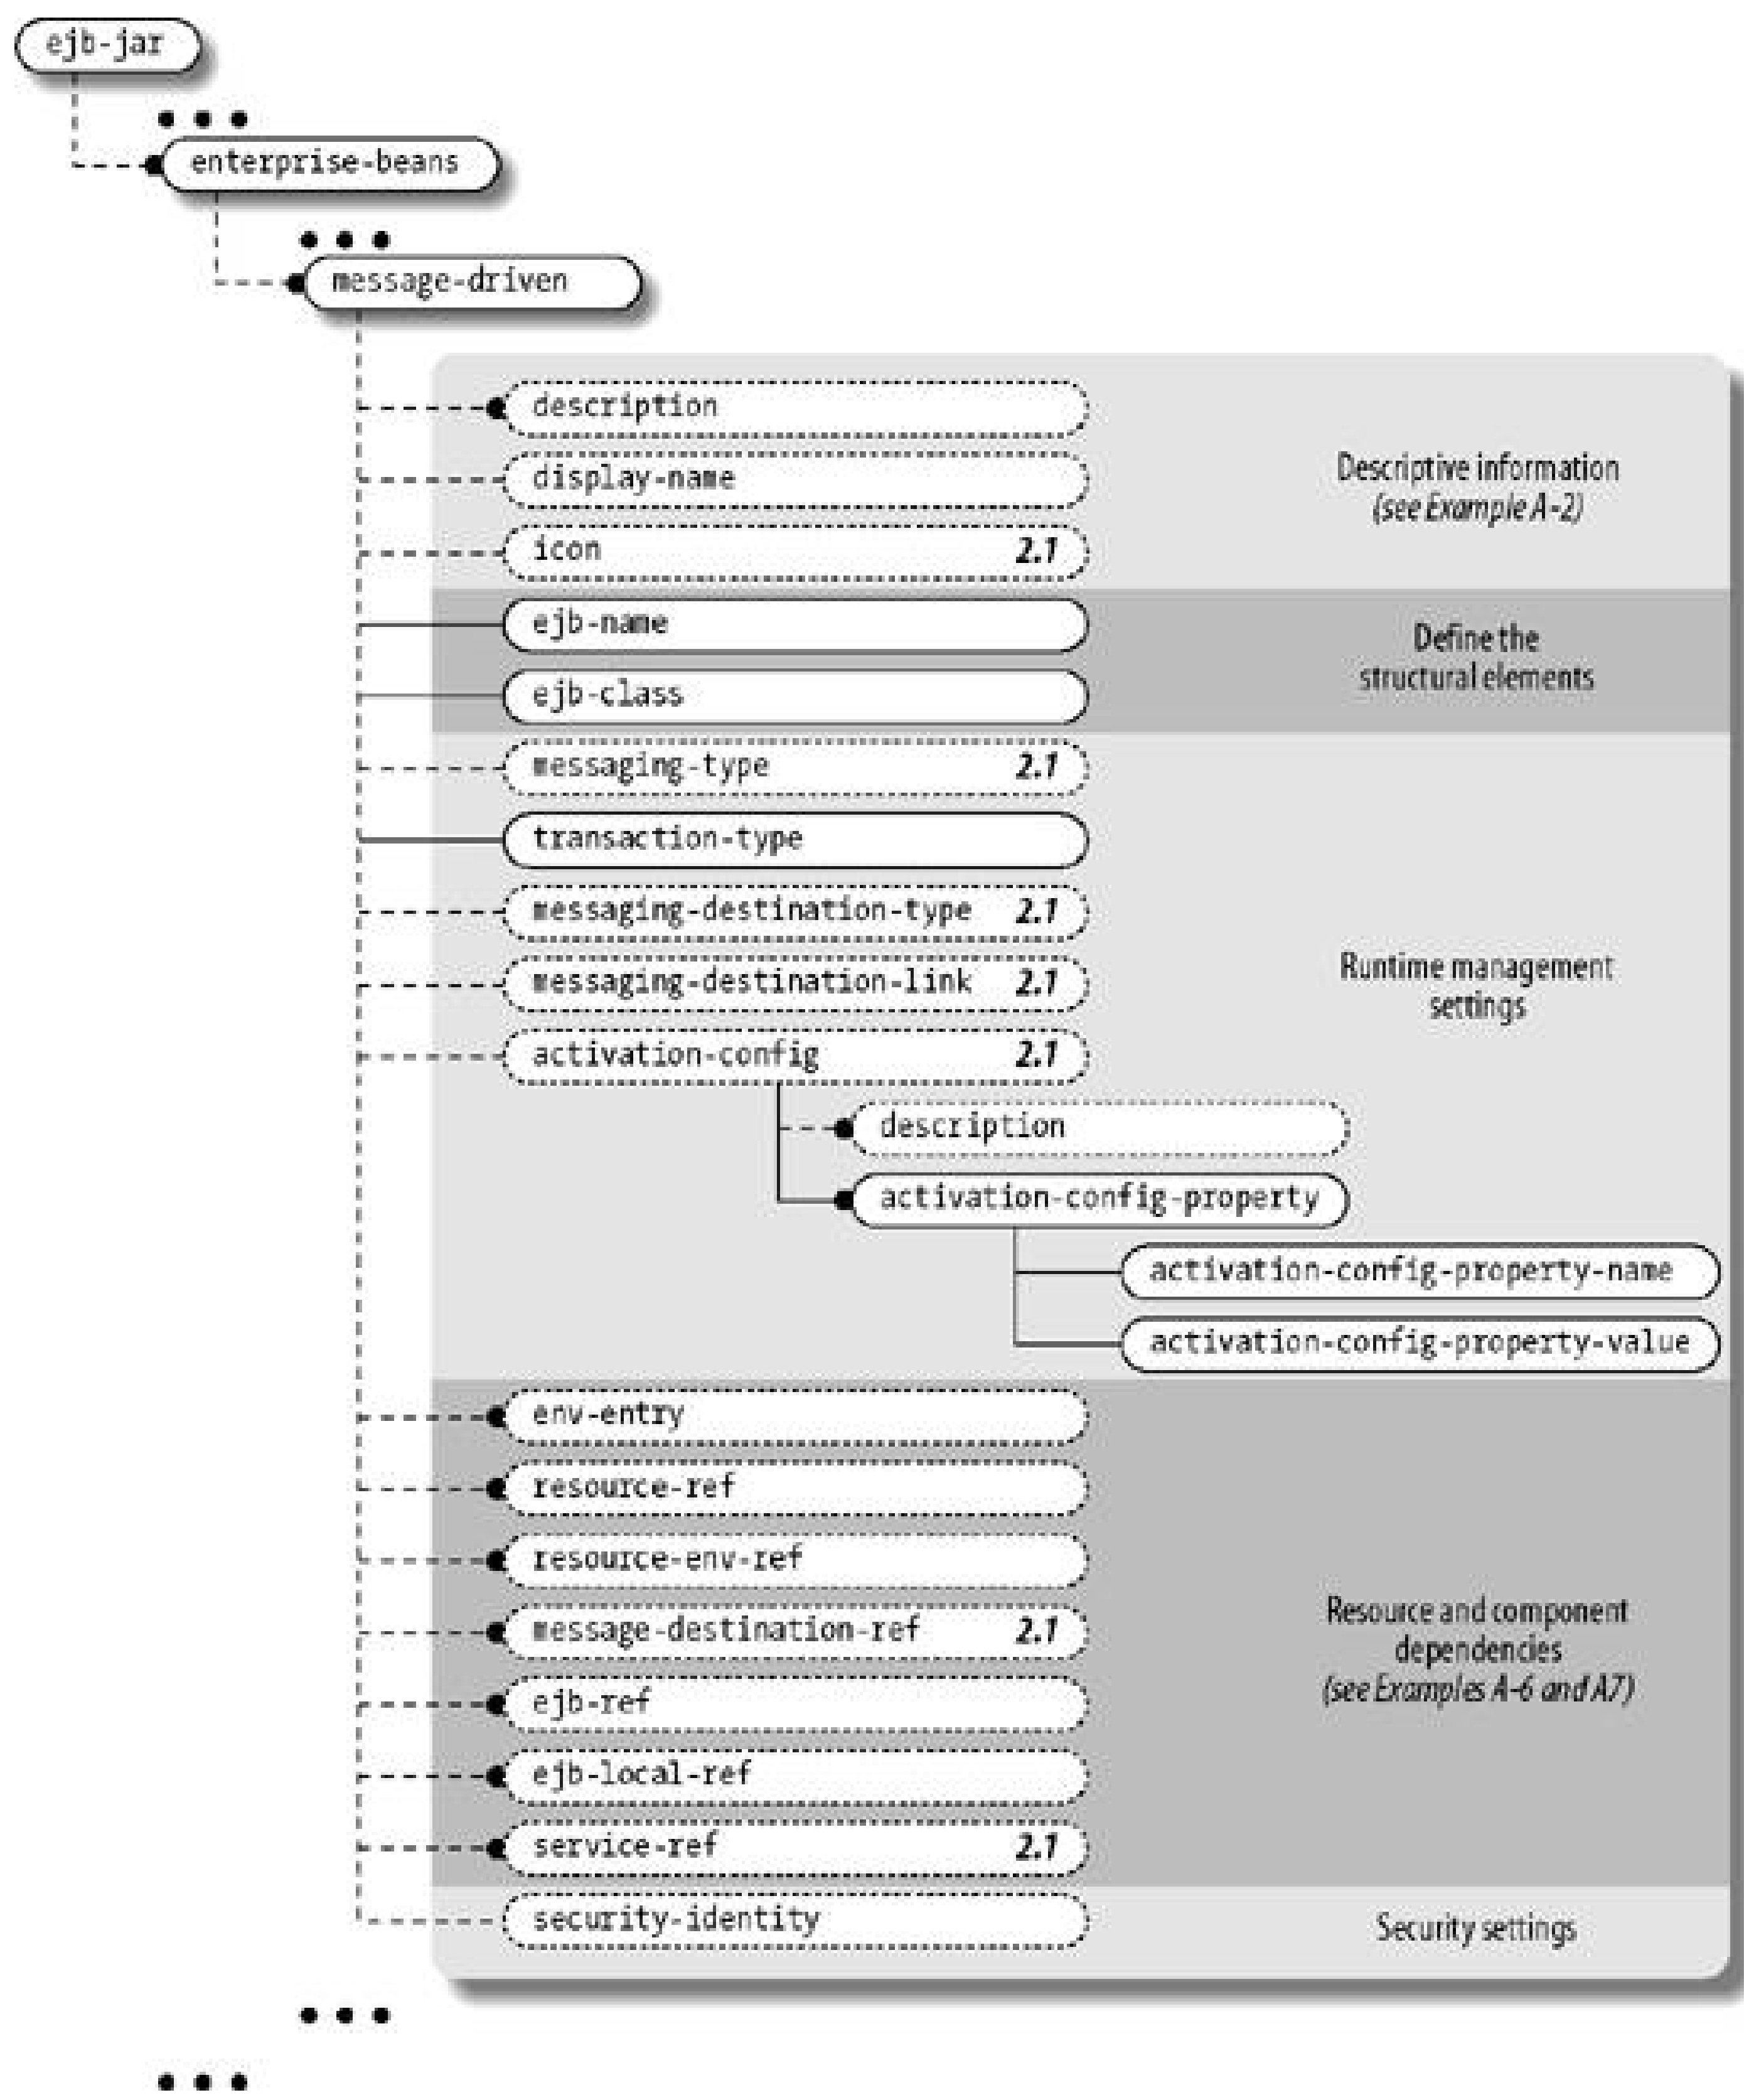 ejb-jar
enterprise-beans
message-driven
description
display-name
icon 2.1
Descriptive information
(see Example A-2)
ejb-name
ejb-class
Define the
structural elements
messaging-type 2.1
transaction-type
messaging-destination-type 2.1
messaging-destination-link 2.1
activation-config 2.1
description
activation-config-property
activation-config-property-name
activation-config-property-value
Runtime management
settings
env-entry
resource-ref
resource-env-ref
message-destination-ref 2.1
ejb-ref
ejb-local-ref
service-ref 2.1
Resource and component
dependencies
(see Examples A-6 and A7)
security-identity
Security settings